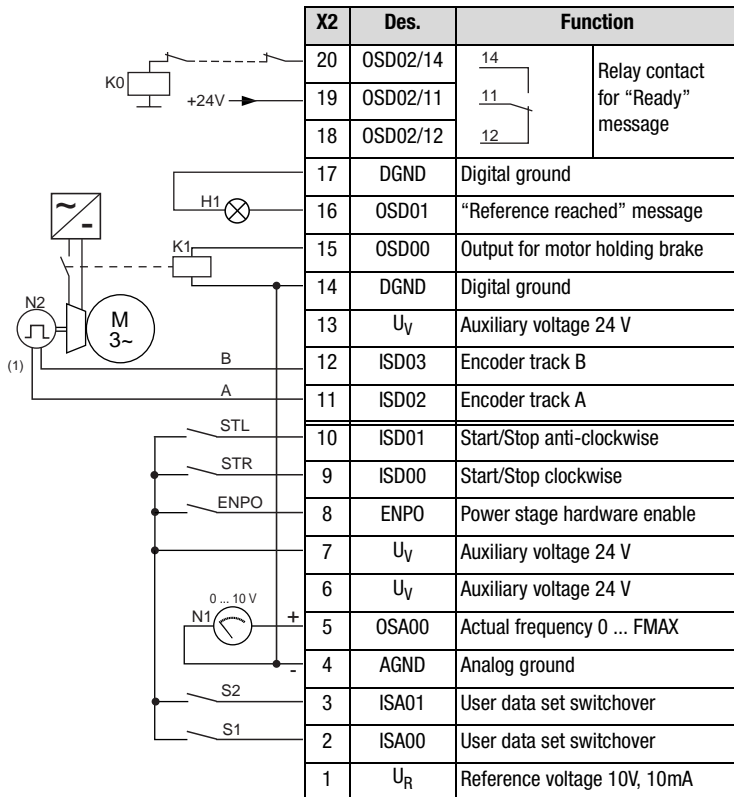 X2 Des. Function
20 OSD02/14 14 Relay contact
K0 +24V 19 OSD02/11 11 for “Ready”
18 OSD02/12 12 message
17 DGND Digital ground
H1 16 OSD01 “Reference reached” message
~ -
K1 15 OSD00 Output for motor holding brake
14 DGND Digital ground
N2 M 3~ 13 UV Auxiliary voltage 24 V
(1) B 12 ISD03 Encoder track B
A 11 ISD02 Encoder track A
STL 10 ISD01 Start/Stop anti-clockwise
STR 9 ISD00 Start/Stop clockwise
ENPO 8 ENPO Power stage hardware enable
7 UV Auxiliary voltage 24 V
6 UV Auxiliary voltage 24 V
0 ... 10 V
N1 + 5 OSA00 Actual frequency 0 ... FMAX
- 4 AGND Analog ground
S2 3 ISA01 User data set switchover
S1 2 ISA00 User data set switchover
1 UR Reference voltage 10V, 10mA